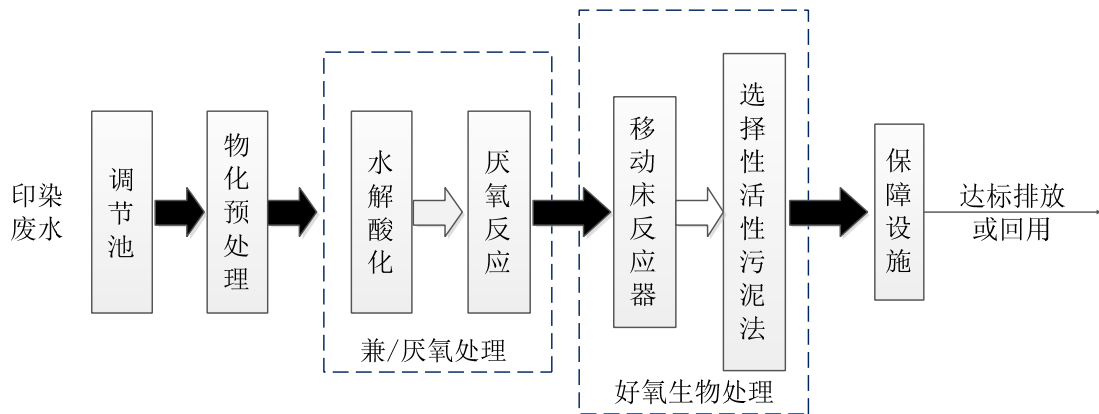 印染
废水
调节池
物化预处理
水解酸化
厌氧反应
兼/厌氧处理
移动床反应器
选择性活性污泥法
好氧生物处理
保障设施
达标排放
或回用